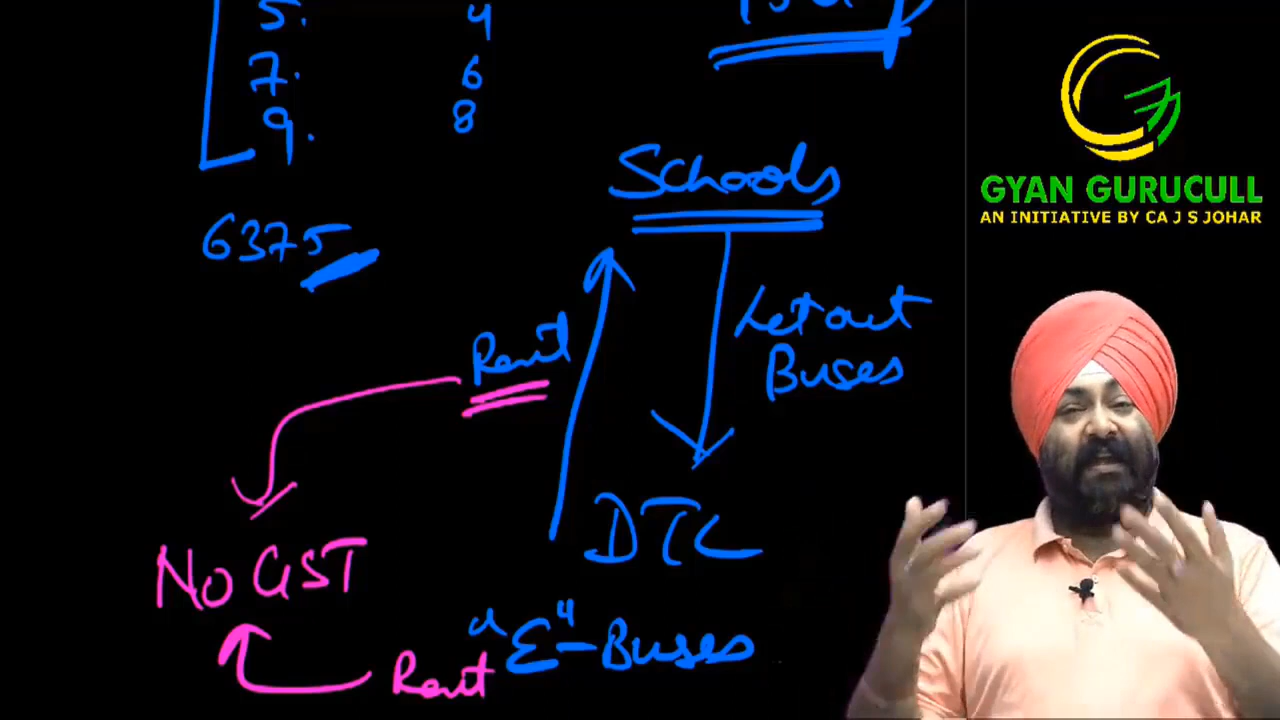 5. 4
7. 6
9. 8
6375
Schools
Let out
Buses
Rent
DTC
No GST
"E"-Buses
Rent
GYAN GURUCULL
AN INITIATIVE BY CA J S JOHAR